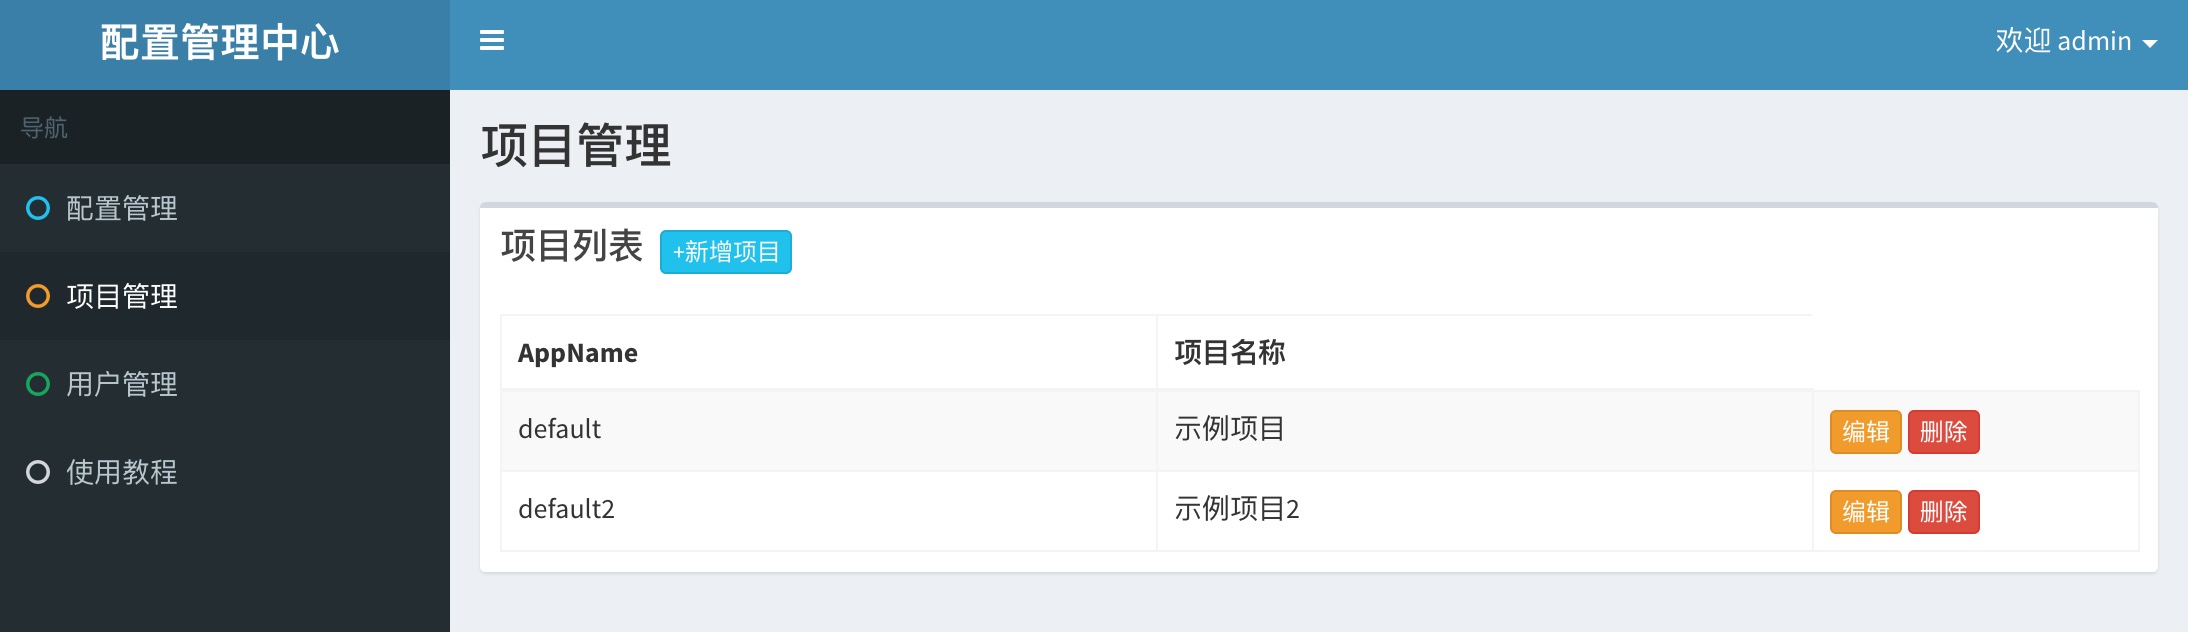 配置管理中心
欢迎 admin
导航
配置管理
项目管理
用户管理
使用教程
项目管理
项目列表 +新增项目
AppName 项目名称
default 示例项目 编辑 删除
default2 示例项目2 编辑 删除